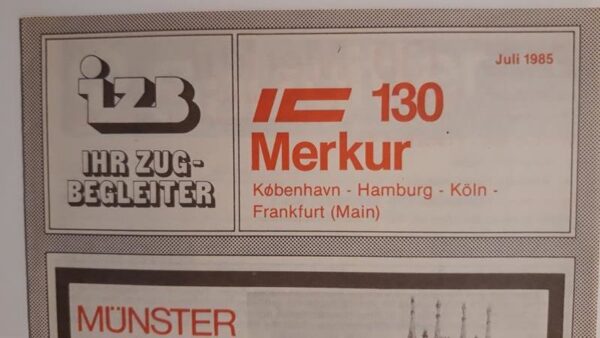 izb
IHR ZUG-
BEGLEITER
Juli 1985
IC 130
Merkur
København - Hamburg - Köln -
Frankfurt (Main)
MÜNSTER